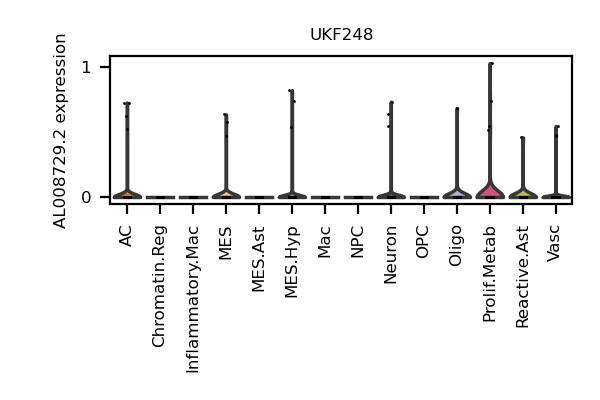 UKF248
AL008729.2 expression
1
0
AC
Chromatin.Reg
Inflammatory.Mac
MES
MES.Ast
MES.Hyp
Mac
NPC
Neuron
OPC
Oligo
Prolif.Metab
Reactive.Ast
Vasc